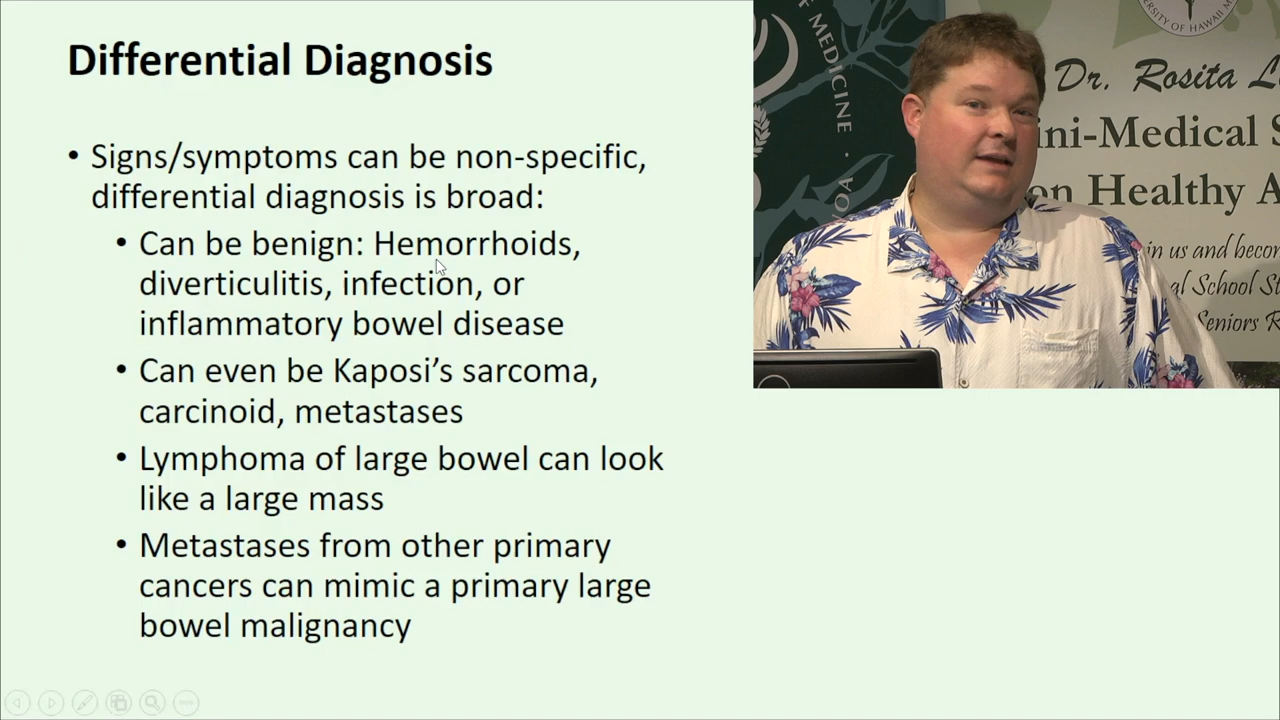 Differential Diagnosis
• Signs/symptoms can be non-specific,
differential diagnosis is broad:
• Can be benign: Hemorrhoids,
diverticulitis, infection, or
inflammatory bowel disease
• Can even be Kaposi’s sarcoma,
carcinoid, metastases
• Lymphoma of large bowel can look
like a large mass
• Metastases from other primary
cancers can mimic a primary large
bowel malignancy
OF MEDICINE ·
OF HAWAII
Dr. Rosita
ini-Medical S
on Healthy A
in us and becom
al School St
Seniors R